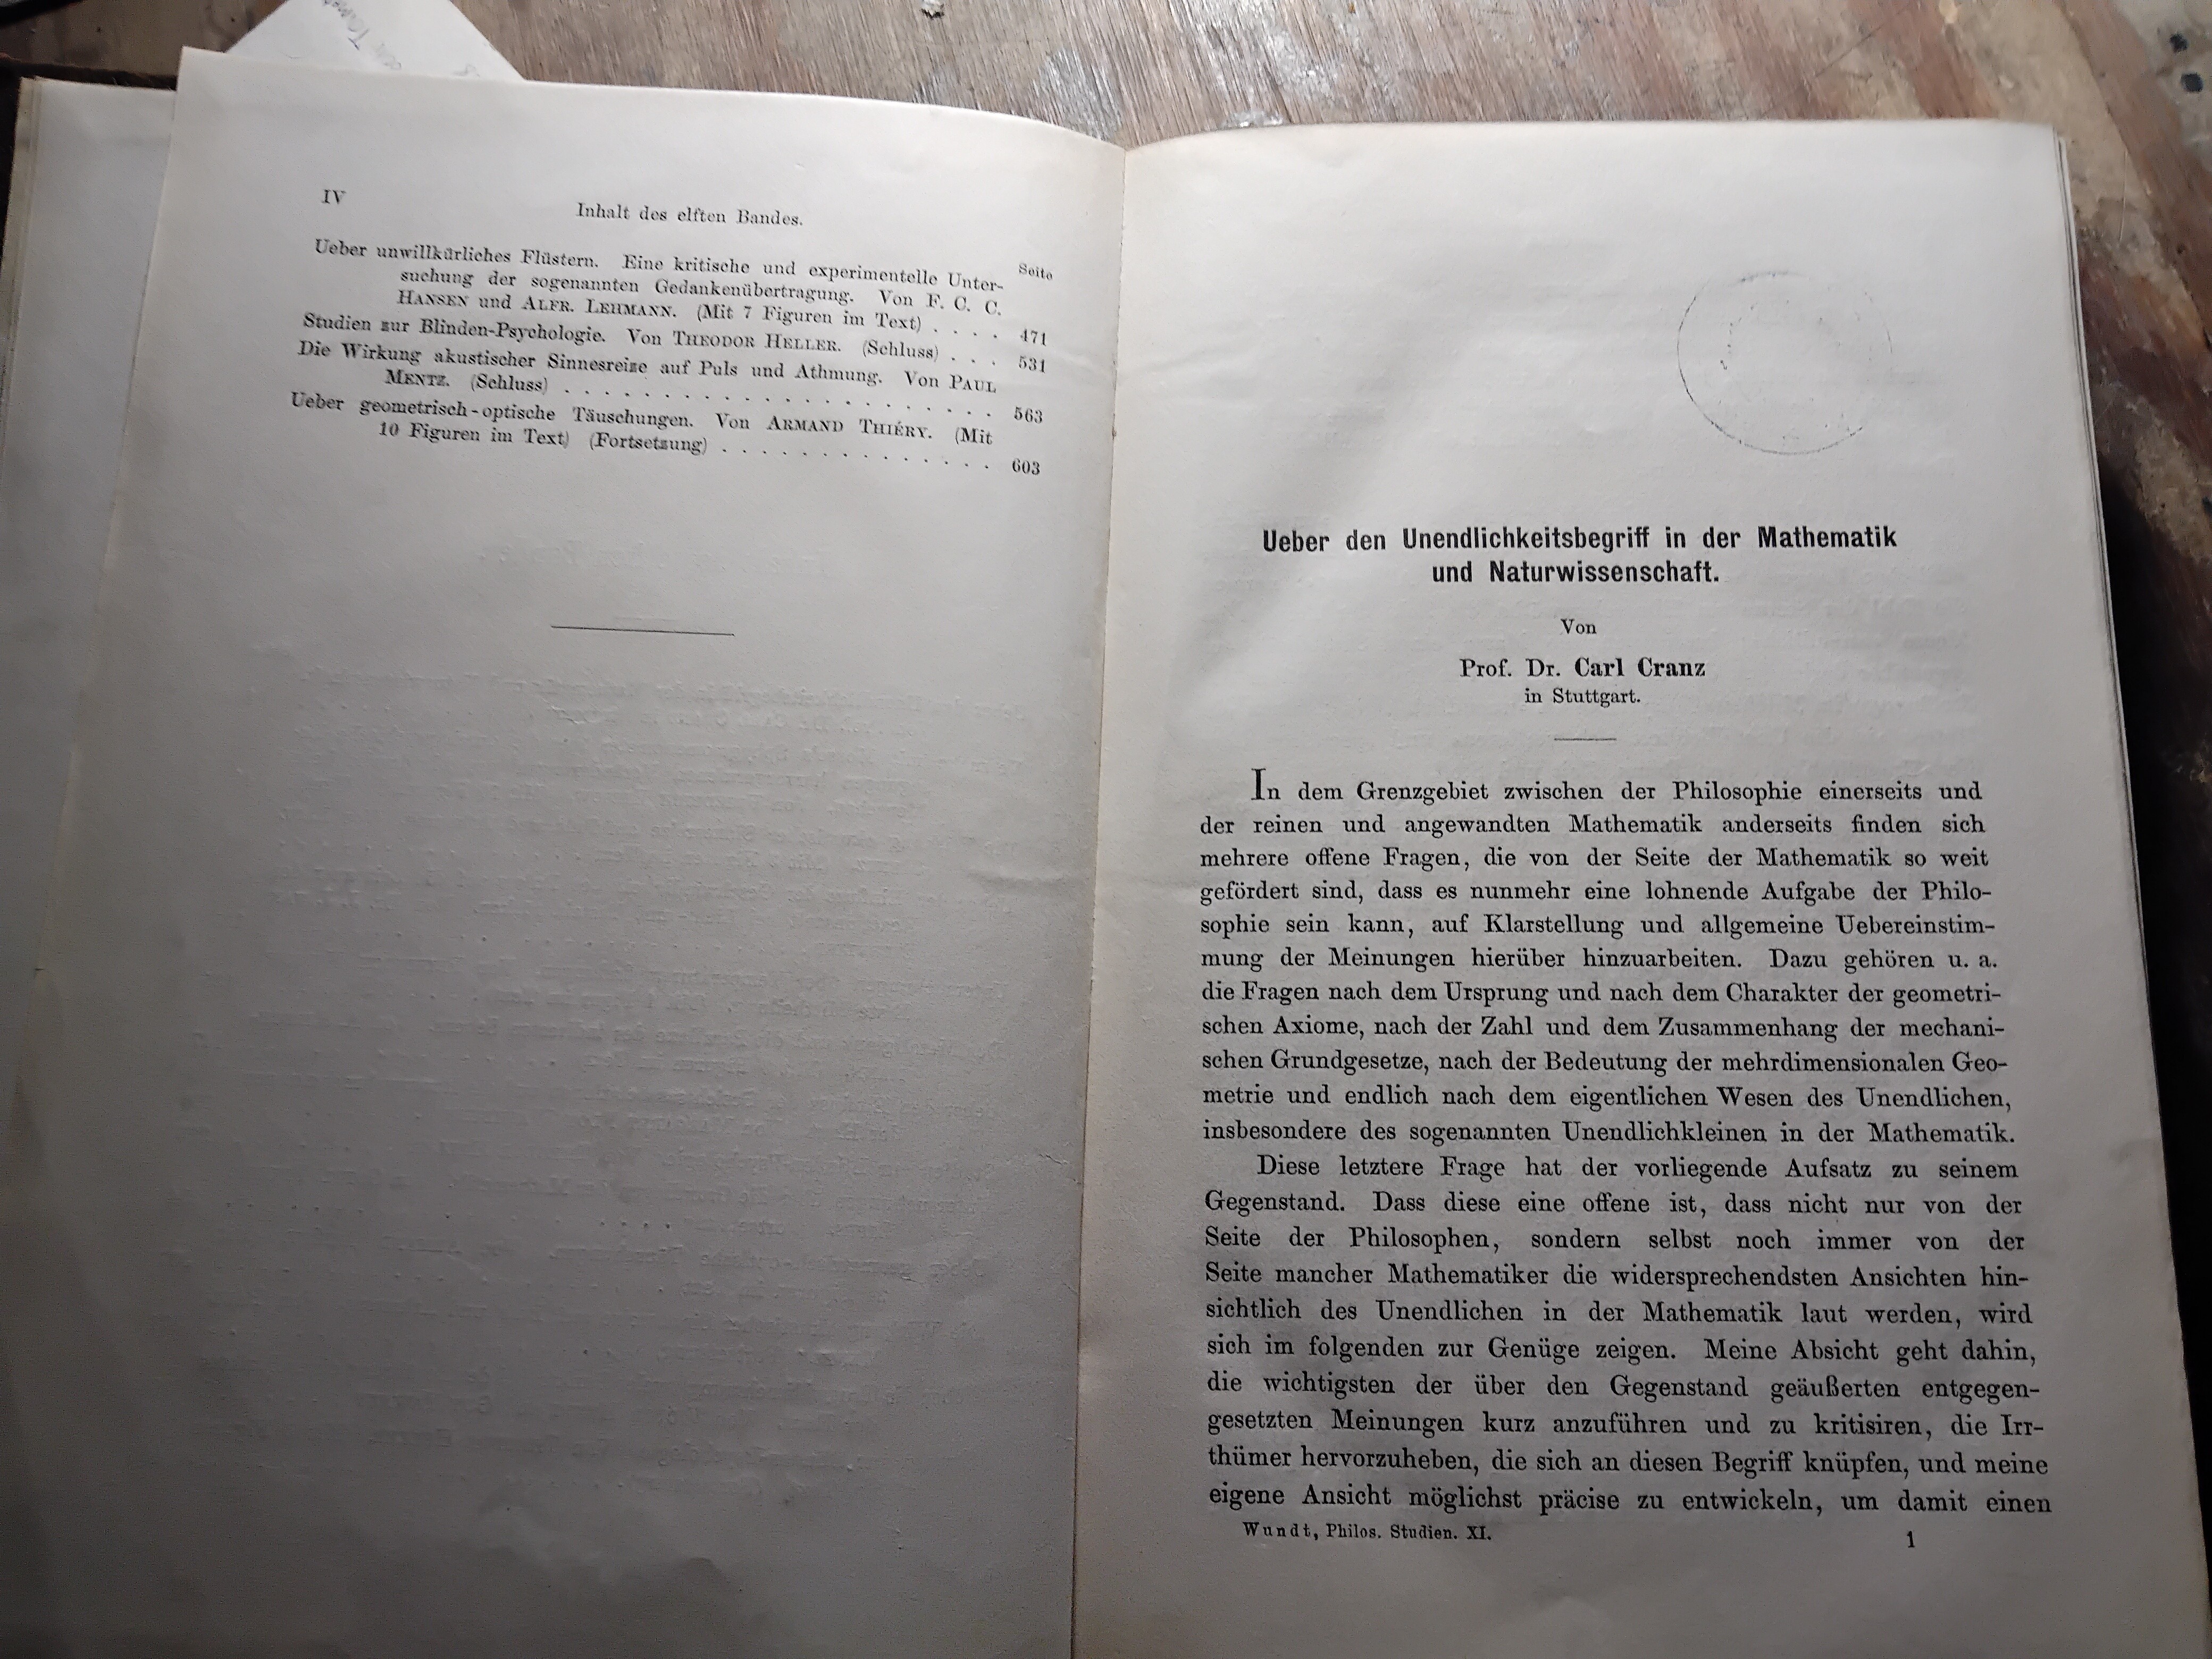 IV
Inhalt des elften Bandes.
Seite
Ueber unwillkürliches Flüstern. Eine kritische und experimentelle Unter-
suchung der sogenannten Gedankenübertragung. Von F. C. C.
HANSEN und ALFR. LEHMANN. (Mit 7 Figuren im Text) . . . . 471
Studien zur Blinden-Psychologie. Von THEODOR HELLER. (Schluss) . . . 531
Die Wirkung akustischer Sinnesreize auf Puls und Athmung. Von PAUL
MENTZ. (Schluss) . . . . . . . . . . . . . . . . . . 563
Ueber geometrisch-optische Täuschungen. Von ARMAND THIÉRY. (Mit
10 Figuren im Text) (Fortsetzung) . . . . . . . . . . . . . . 603
Ueber den Unendlichkeitsbegriff in der Mathematik
und Naturwissenschaft.
Von
Prof. Dr. Carl Cranz
in Stuttgart.
In dem Grenzgebiet zwischen der Philosophie einerseits und
der reinen und angewandten Mathematik anderseits finden sich
mehrere offene Fragen, die von der Seite der Mathematik so weit
gefördert sind, dass es nunmehr eine lohnende Aufgabe der Philo-
sophie sein kann, auf Klarstellung und allgemeine Uebereinstim-
mung der Meinungen hierüber hinzuarbeiten. Dazu gehören u. a.
die Fragen nach dem Ursprung und nach dem Charakter der geometri-
schen Axiome, nach der Zahl und dem Zusammenhang der mechani-
schen Grundgesetze, nach der Bedeutung der mehrdimensionalen Geo-
metrie und endlich nach dem eigentlichen Wesen des Unendlichen,
insbesondere des sogenannten Unendlichkleinen in der Mathematik.
Diese letztere Frage hat der vorliegende Aufsatz zu seinem
Gegenstand. Dass diese eine offene ist, dass nicht nur von der
Seite der Philosophen, sondern selbst noch immer von der
Seite mancher Mathematiker die widersprechendsten Ansichten hin-
sichtlich des Unendlichen in der Mathematik laut werden, wird
sich im folgenden zur Genüge zeigen. Meine Absicht geht dahin,
die wichtigsten der über den Gegenstand geäußerten entgegen-
gesetzten Meinungen kurz anzuführen und zu kritisiren, die Irr-
thümer hervorzuheben, die sich an diesen Begriff knüpfen, und meine
eigene Ansicht möglichst präcise zu entwickeln, um damit einen
Wundt, Philos. Studien. XI.
1